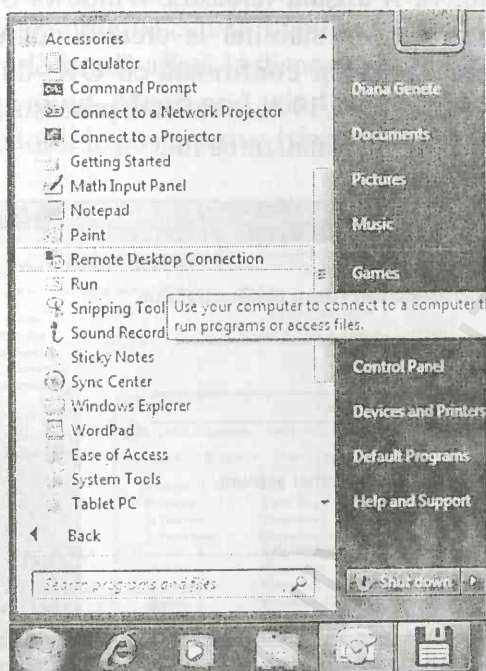 Accessories
Calculator
Command Prompt
Connect to a Network Projector
Connect to a Projector
Getting Started
Math Input Panel
Notepad
Paint
Remote Desktop Connection
Run
Snipping Tool
Sound Record
Sticky Notes
Sync Center
Windows Explorer
WordPad
Ease of Access
System Tools
Tablet PC
Back
Search programs and files
Use your computer to connect to a computer th
run programs or access files.
Diana Genete
Documents
Pictures
Music
Games
Control Panel
Devices and Printers
Default Programs
Help and Support
Shut down